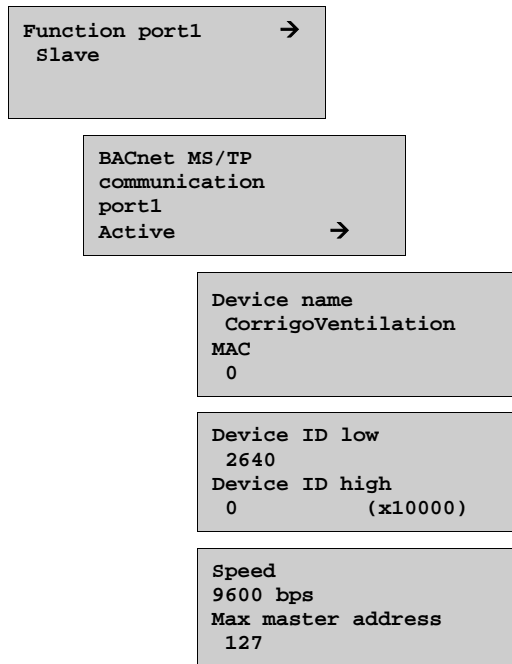 Function port1 →
Slave
BACnet MS/TP
communication
port1
Active →
Device name
CorrigoVentilation
MAC
0
Device ID low
2640
Device ID high
0 (x10000)
Speed
9600 bps
Max master address
127